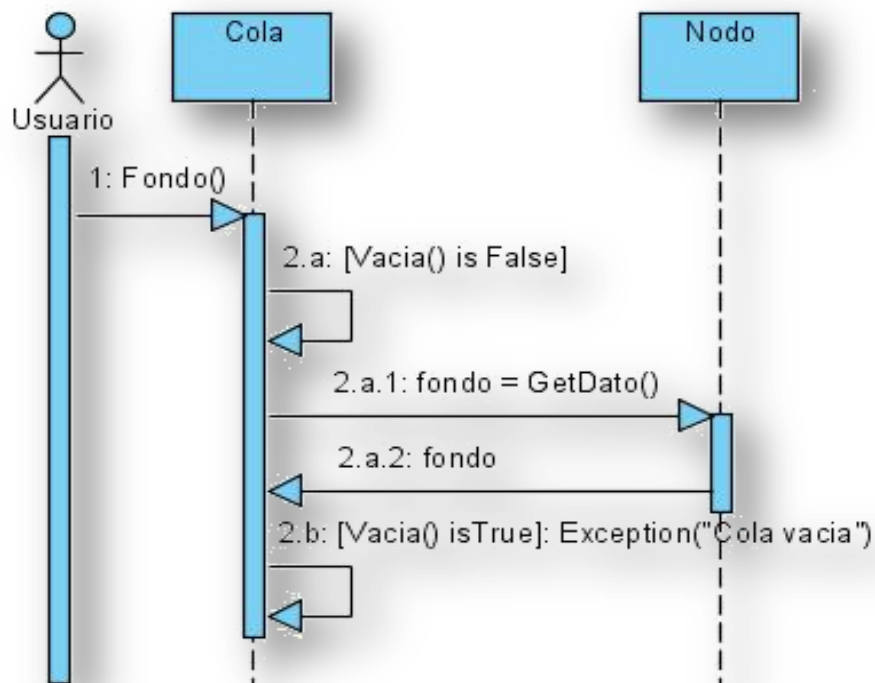 Cola
Nodo
Usuario
1: Fondo()
2.a: [Vacia() is False]
2.a.1: fondo = GetDato()
2.a.2: fondo
2.b: [Vacia() isTrue]: Exception("Cola vacia")